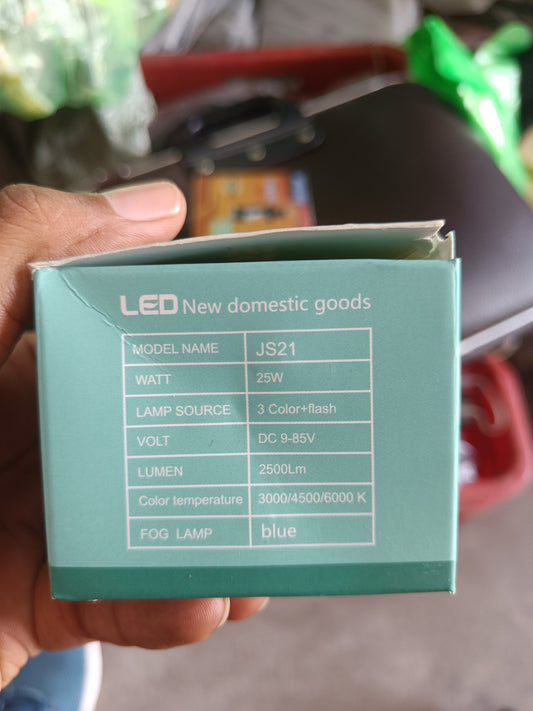 LED New domestic goods
MODEL NAME JS21
WATT 25W
LAMP SOURCE 3 Color+flash
VOLT DC 9-85V
LUMEN 2500Lm
Color temperature 3000/4500/6000 K
FOG LAMP blue